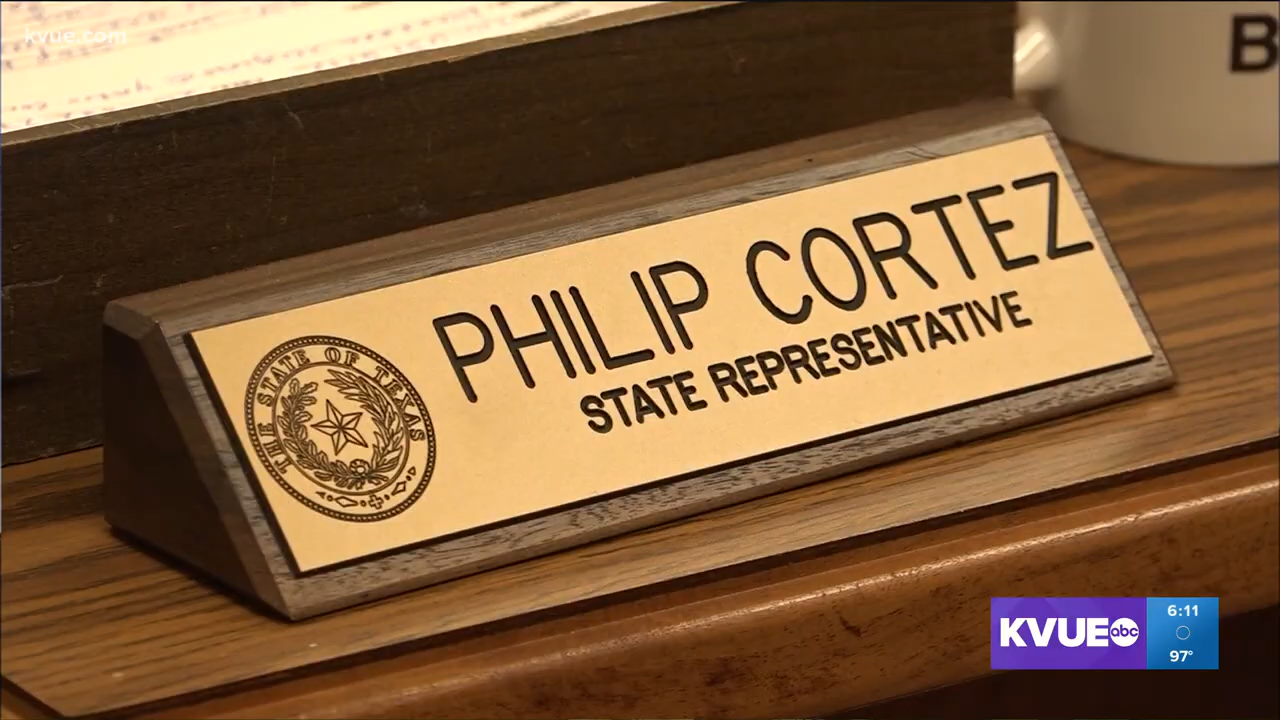 kvue.com
B
PHILIP CORTEZ
STATE REPRESENTATIVE
THE STATE OF TEXAS
KVUE abc
6:11
97°